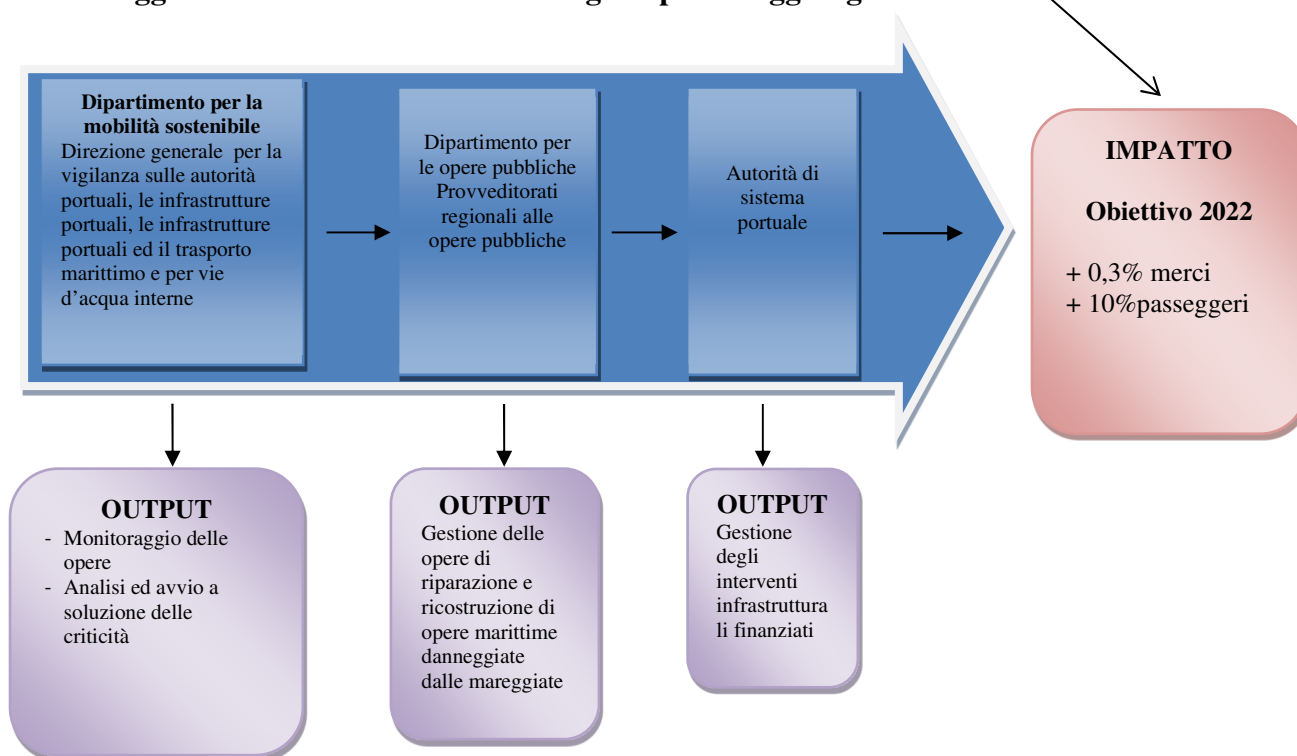 Dipartimento per la
mobilità sostenibile
Direzione generale per la
vigilanza sulle autorità
portuali, le infrastrutture
portuali, le infrastrutture
portuali ed il trasporto
marittimo e per vie
d’acqua interne
Dipartimento per
le opere pubbliche
Provveditorati
regionali alle
opere pubbliche
Autorità di
sistema
portuale
IMPATTO
Obiettivo 2022
+ 0,3% merci
+ 10%passeggeri
OUTPUT
- Monitoraggio delle
opere
- Analisi ed avvio a
soluzione delle
criticità
OUTPUT
Gestione delle
opere di
riparazione e
ricostruzione di
opere marittime
danneggiate
dalle mareggiate
OUTPUT
Gestione
degli
interventi
infrastruttura
li finanziati